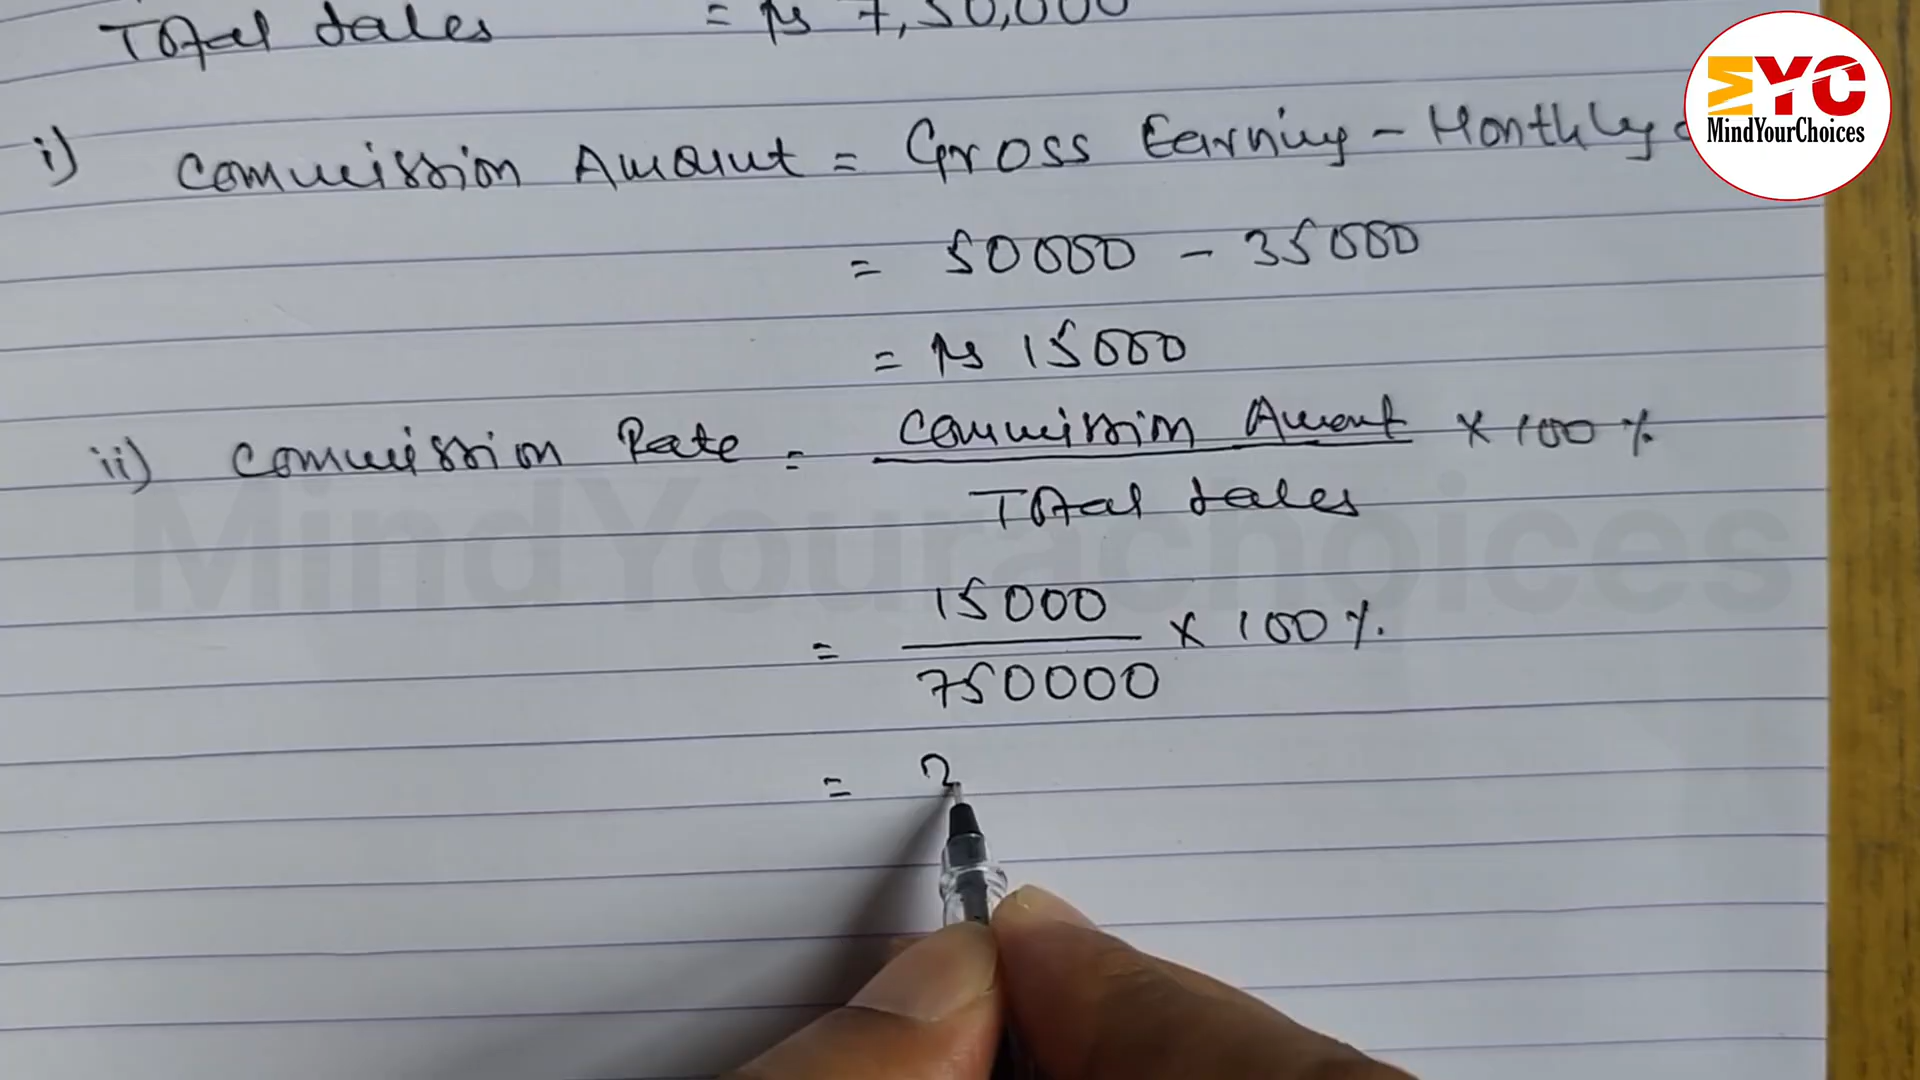 Total Sales = Rs 7,50,000
MYC
MindYourChoices
i) Commission Amount = Gross Earning - Monthly
= 50000 - 35000
= Rs 15000
ii) Commission Rate = Commission Amount × 100 %
Total Sales
MindYourachoices
= 15000 × 100 %.
750000
= 2